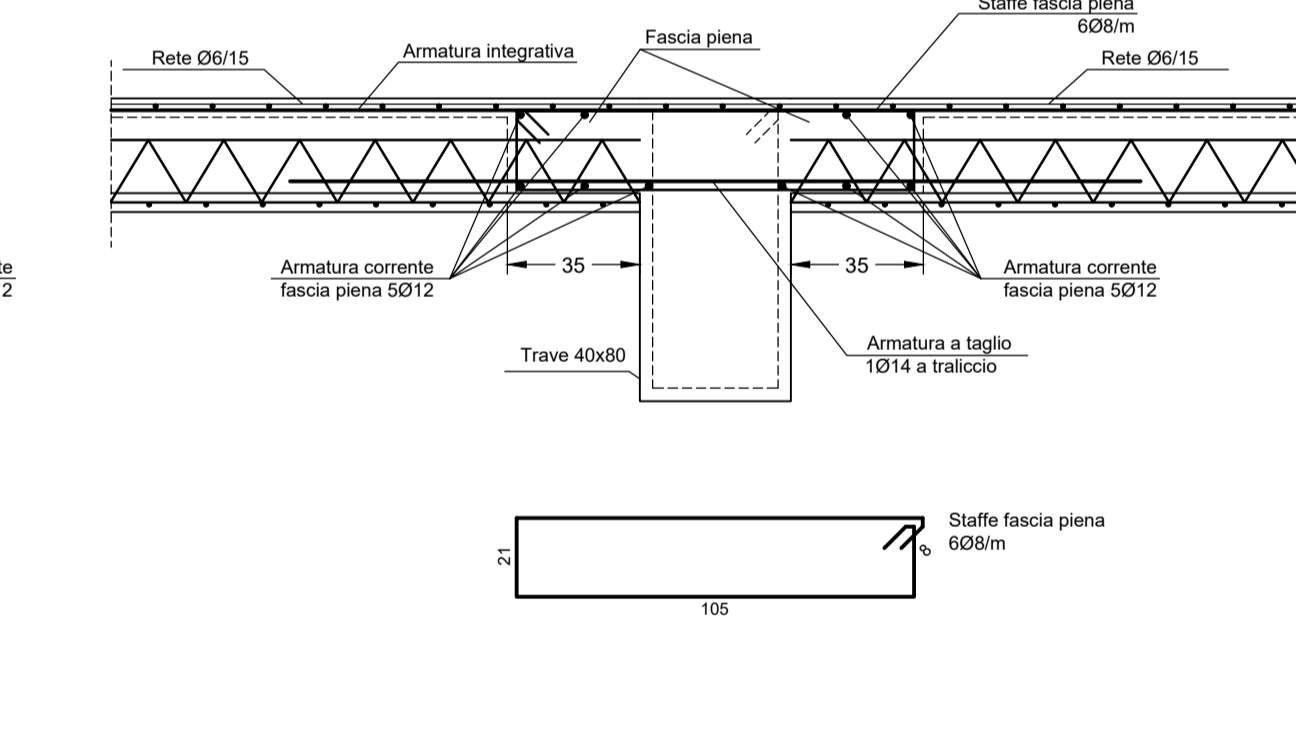 Staffe fascia piena
6Ø8/m
Fascia piena
Rete Ø6/15
Armatura integrativa
Rete Ø6/15
te
2
Armatura corrente
fascia piena 5Ø12
35
35
Armatura corrente
fascia piena 5Ø12
Trave 40x80
Armatura a taglio
1Ø14 a traliccio
Staffe fascia piena
6Ø8/m
21
8
105